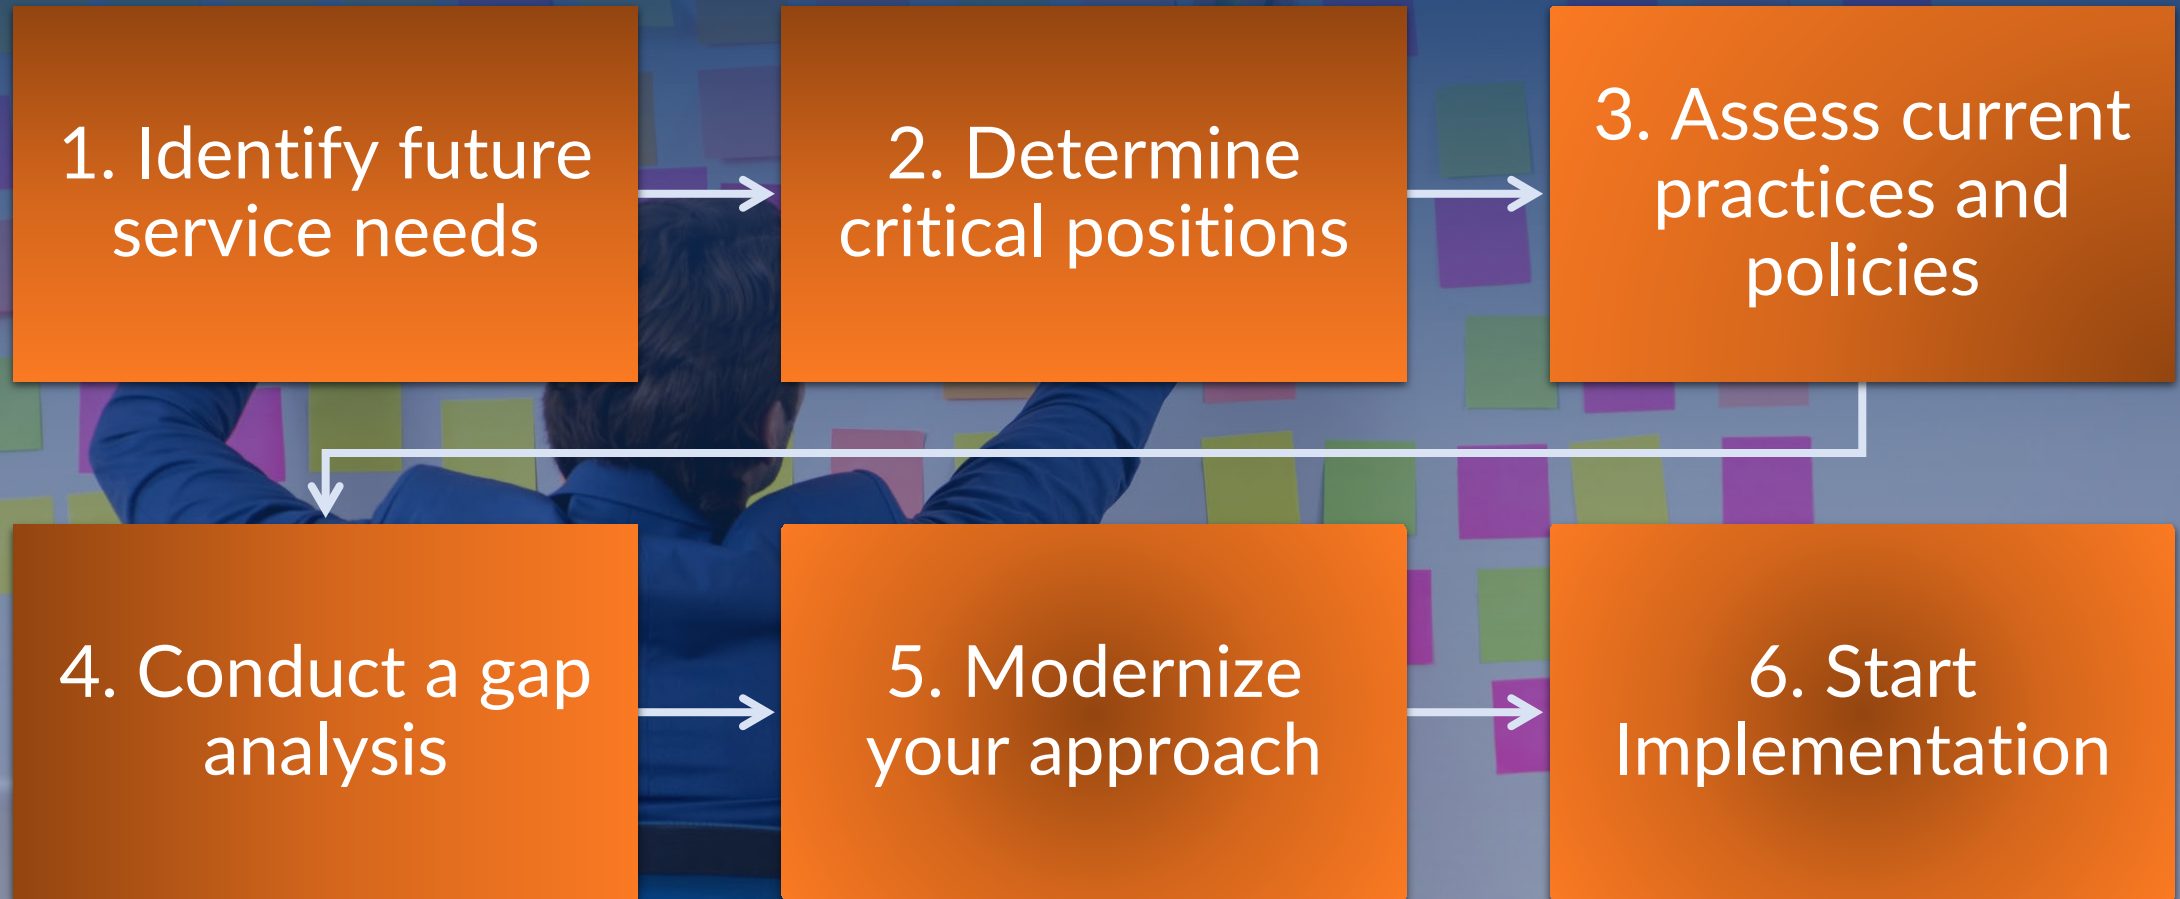 1. Identify future
service needs
2. Determine
critical positions
3. Assess current
practices and
policies
4. Conduct a gap
analysis
5. Modernize
your approach
6. Start
Implementation